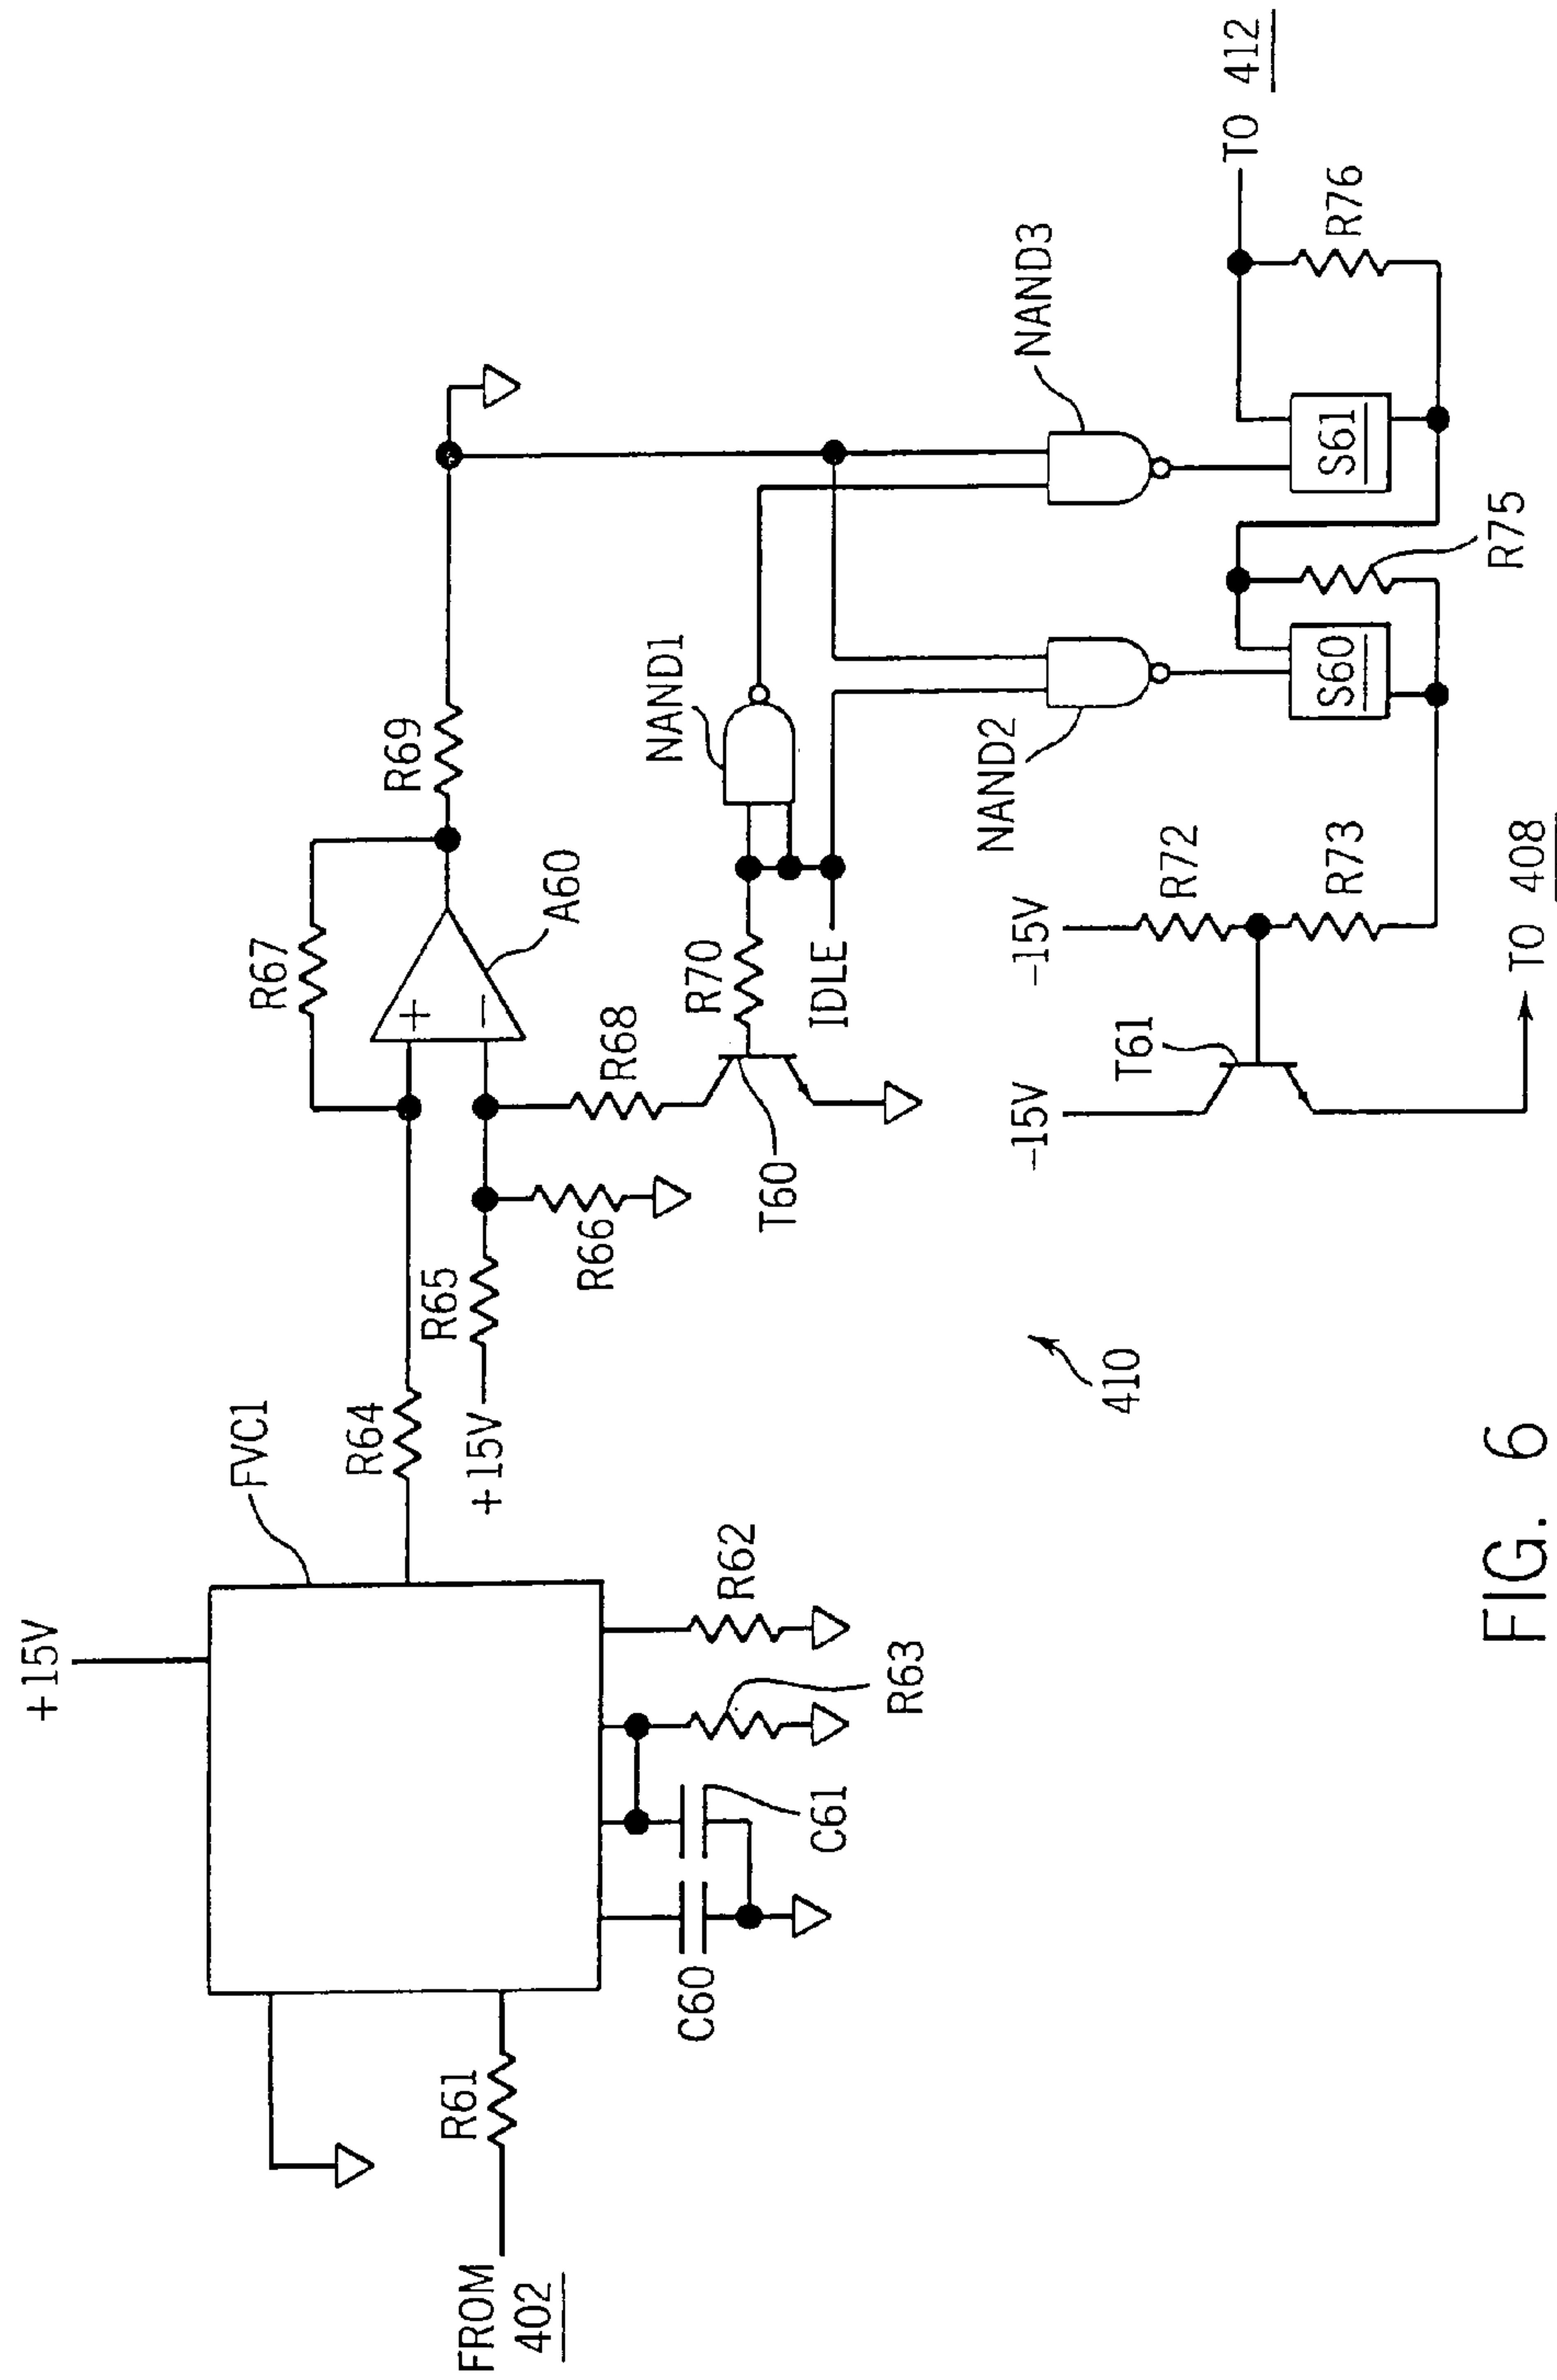 +15V
FVC1
FROM
402
R61
C60
C61
R63
R62
R64
+15V
R65
R66
R67
A60
R68
T60
R69
R70
IDLE
NAND1
NAND2
NAND3
-15V
T61
-15V
R72
R73
TO 408
S60
R75
S61
R76
TO 412
410
FIG. 6